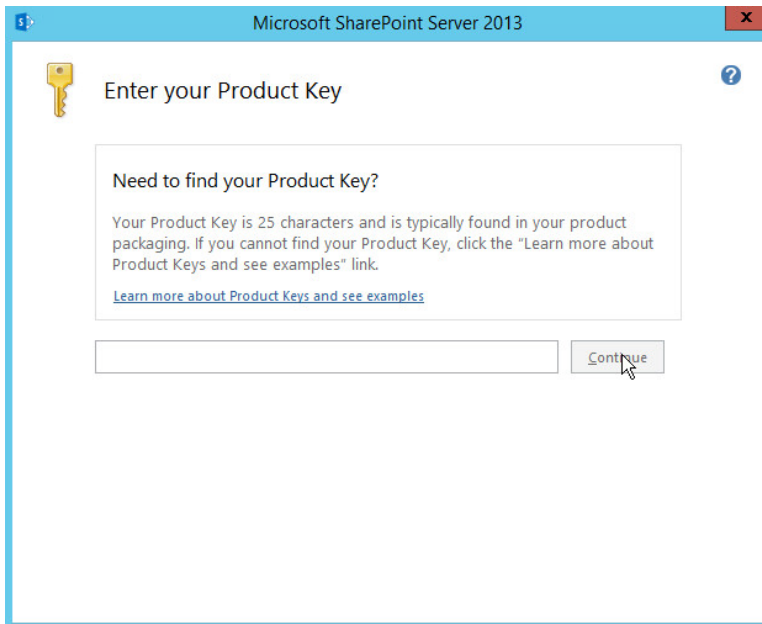 Microsoft SharePoint Server 2013
Enter your Product Key
Need to find your Product Key?
Your Product Key is 25 characters and is typically found in your product
packaging. If you cannot find your Product Key, click the “Learn more about
Product Keys and see examples” link.
Learn more about Product Keys and see examples
Continue